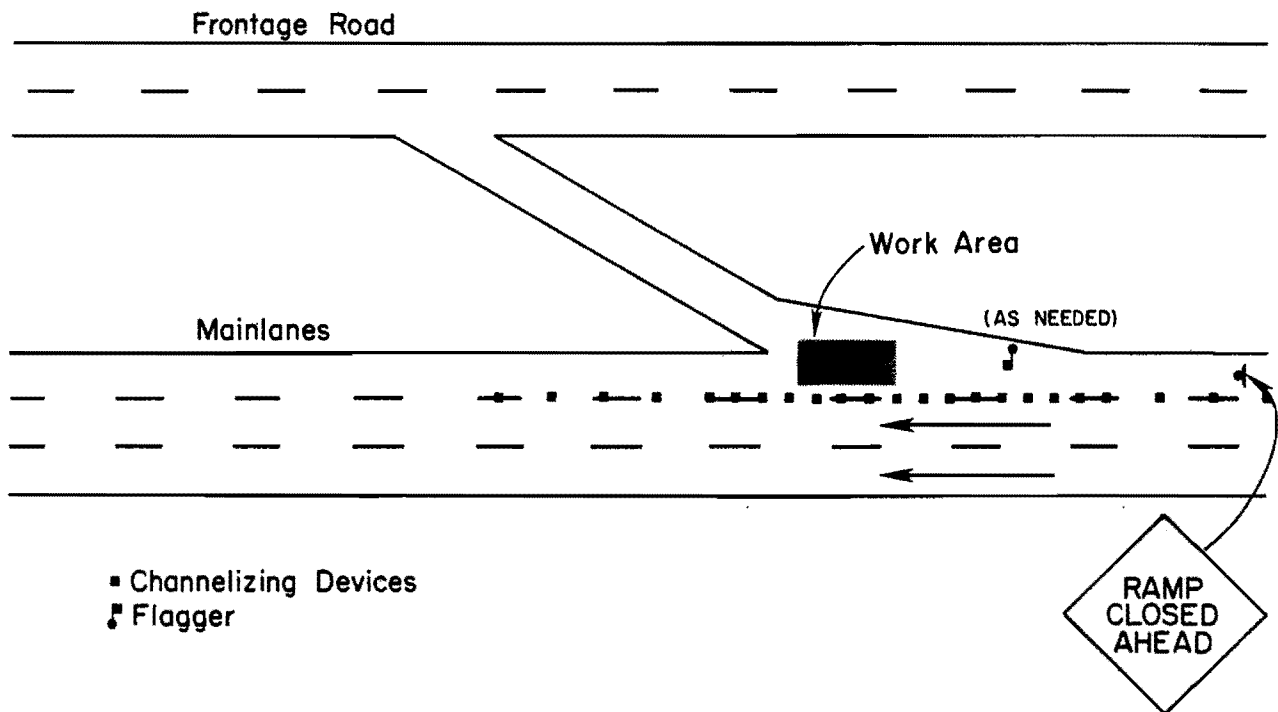 Frontage Road
Work Area
(AS NEEDED)
Mainlanes
Channelizing Devices
Flagger
RAMP
CLOSED
AHEAD